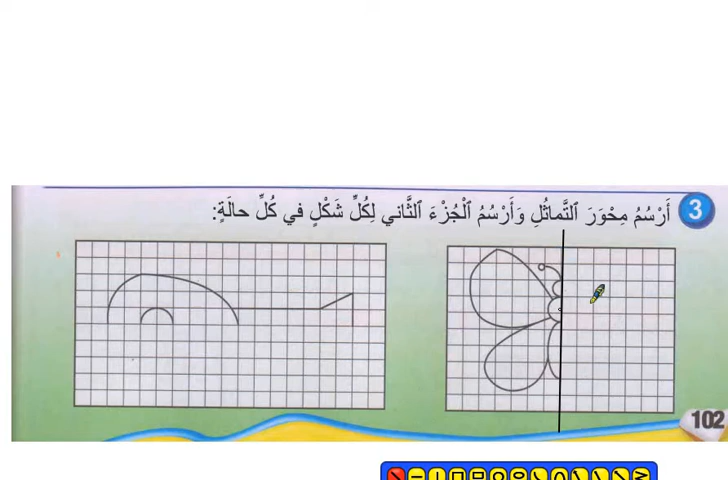 3 أَرْسُمُ مِحْوَرَ ٱلتَّماثُلِ وَأَرْسُمُ ٱلْجُزْءَ ٱلثَّاني لِكُلِّ شَكْلٍ في كُلِّ حالَةٍ:
102